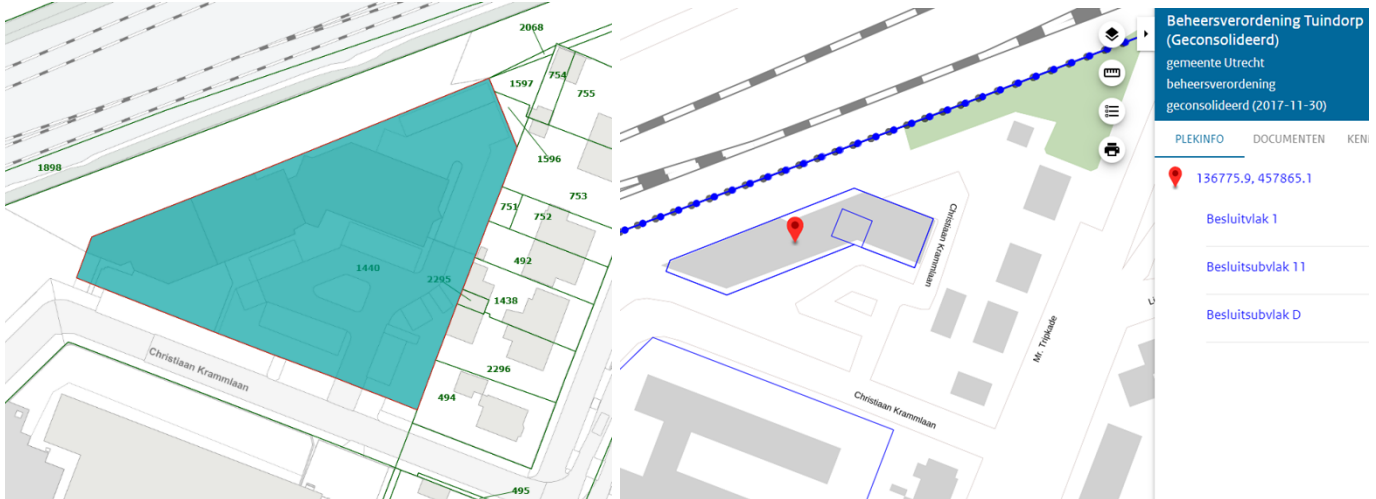 2068
1597
754
755
1898
1596
753
751
752
492
1440
2295
1438
2296
494
495
Christiaan Krammlaan
Christiaan Krammlaan
Mr. Tripkade
Christiaan Krammlaan
Beheersverordening Tuindorp
(Geconsolideerd)
gemeente Utrecht
beheersverordening
geconsolideerd (2017-11-30)
PLEKINFO DOCUMENTEN
136775.9, 457865.1
Besluitvlak 1
Besluitsubvlak 11
Besluitsubvlak D